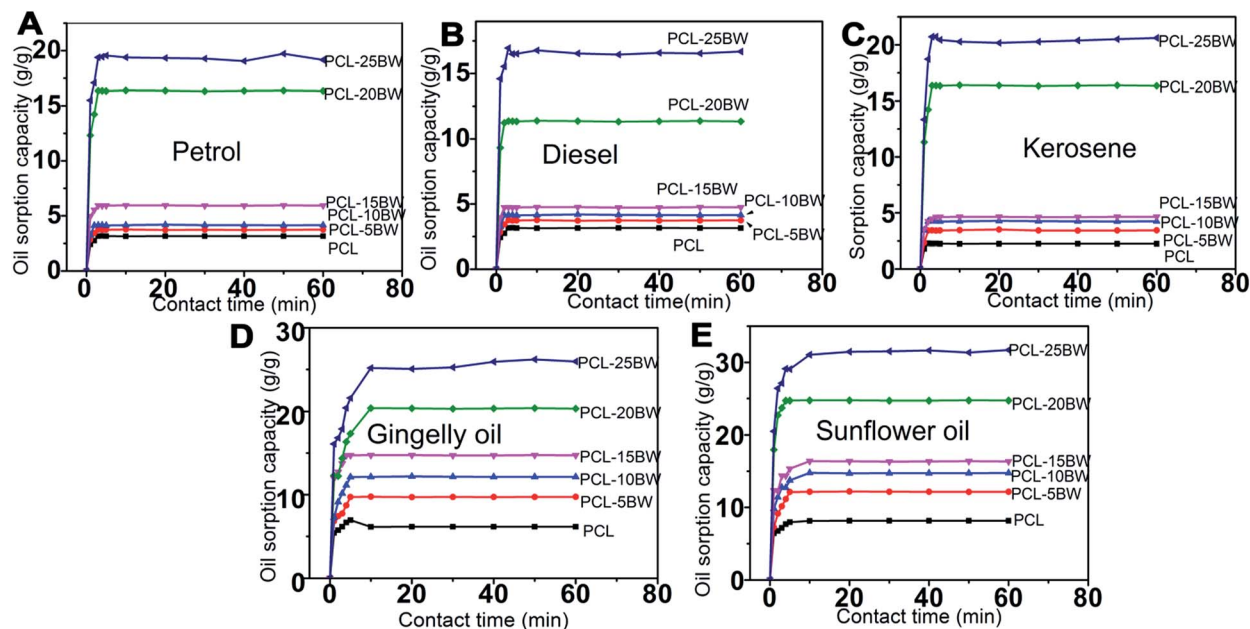 A
Oil sorption capacity (g/g)
20
15
10
5
0
Petrol
PCL-25BW
PCL-20BW
PCL-15BW
PCL-10BW
PCL-5BW
PCL
0 20 40 60 80
Contact time (min)
B
Oil sorption capacity(g/g)
15
10
5
0
Diesel
PCL-25BW
PCL-20BW
PCL-15BW
PCL-10BW
PCL-5BW
PCL
0 20 40 60 80
Contact time(min)
C
Sorption capacity (g/g)
20
15
10
5
0
Kerosene
PCL-25BW
PCL-20BW
PCL-15BW
PCL-10BW
PCL-5BW
PCL
0 20 40 60 80
Contact time (min)
D
Oil sorption capacity (g/g)
30
20
10
0
Gingelly oil
PCL-25BW
PCL-20BW
PCL-15BW
PCL-10BW
PCL-5BW
PCL
0 20 40 60 80
Contact time (min)
E
Oil sorption capacity (g/g)
30
20
10
0
Sunflower oil
PCL-25BW
PCL-20BW
PCL-15BW
PCL-10BW
PCL-5BW
PCL
0 20 40 60 80
Contact time (min)